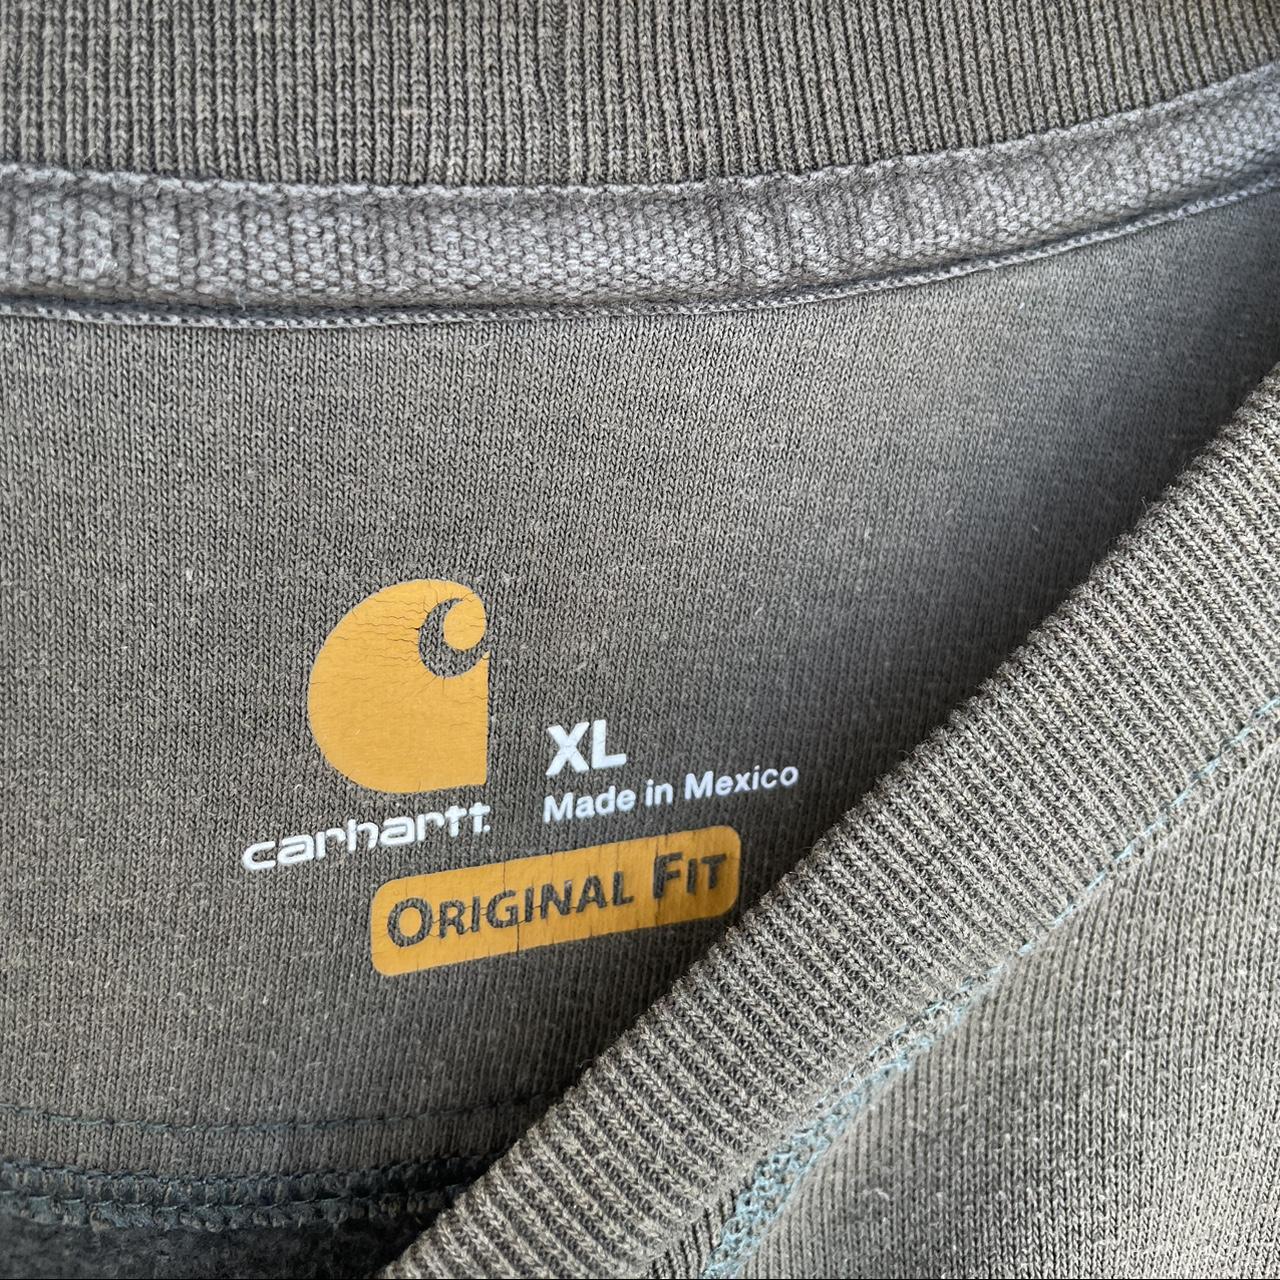 carhartt
XL
Made in Mexico
ORIGINAL FIT